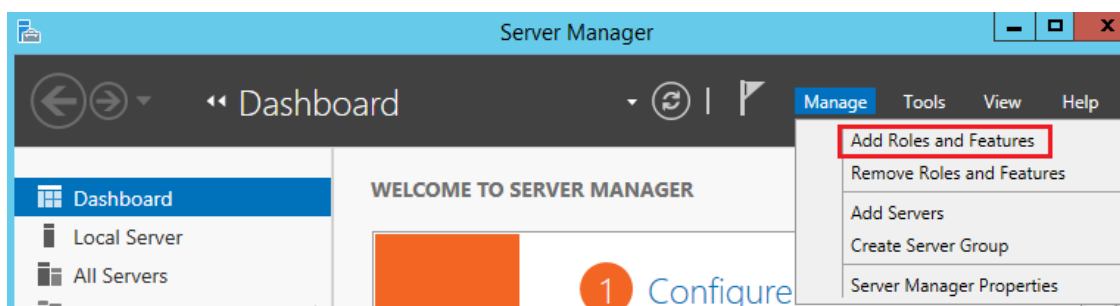 Server Manager
Dashboard
Manage Tools View Help
Add Roles and Features
Remove Roles and Features
Add Servers
Create Server Group
Server Manager Properties
Dashboard
Local Server
All Servers
WELCOME TO SERVER MANAGER
1 Configure